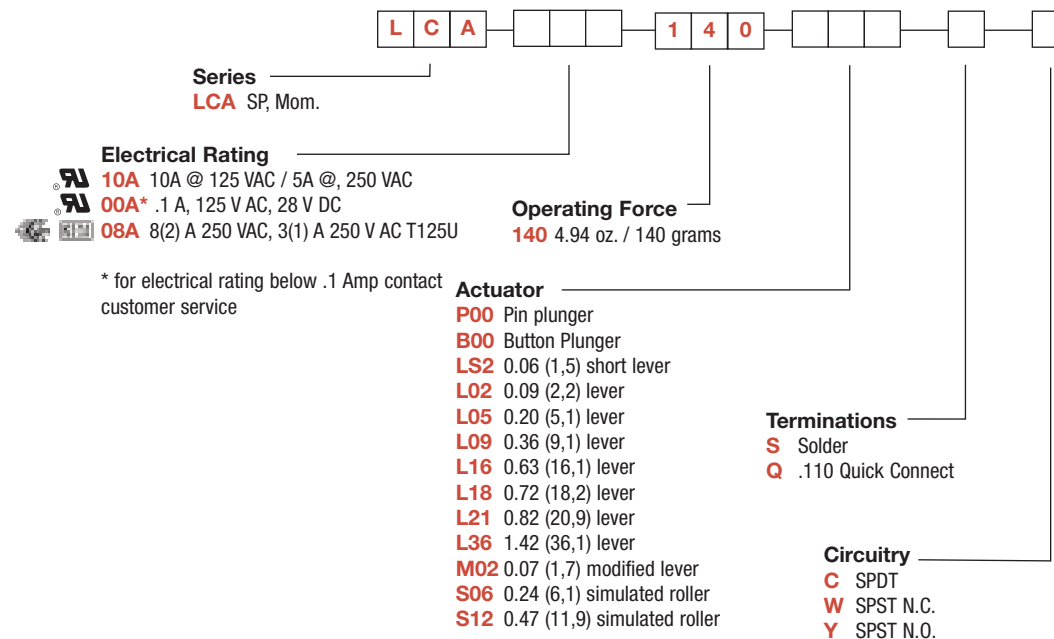 L C A 1 4 0
Series
LCA SP, Mom.
Electrical Rating
10A 10A @ 125 VAC / 5A @, 250 VAC
00A* .1 A, 125 V AC, 28 V DC
08A 8(2) A 250 VAC, 3(1) A 250 V AC T125U
* for electrical rating below .1 Amp contact
customer service
Operating Force
140 4.94 oz. / 140 grams
Actuator
P00 Pin plunger
B00 Button Plunger
LS2 0.06 (1,5) short lever
L02 0.09 (2,2) lever
L05 0.20 (5,1) lever
L09 0.36 (9,1) lever
L16 0.63 (16,1) lever
L18 0.72 (18,2) lever
L21 0.82 (20,9) lever
L36 1.42 (36,1) lever
M02 0.07 (1,7) modified lever
S06 0.24 (6,1) simulated roller
S12 0.47 (11,9) simulated roller
Terminations
S Solder
Q .110 Quick Connect
Circuitry
C SPDT
W SPST N.C.
Y SPST N.O.